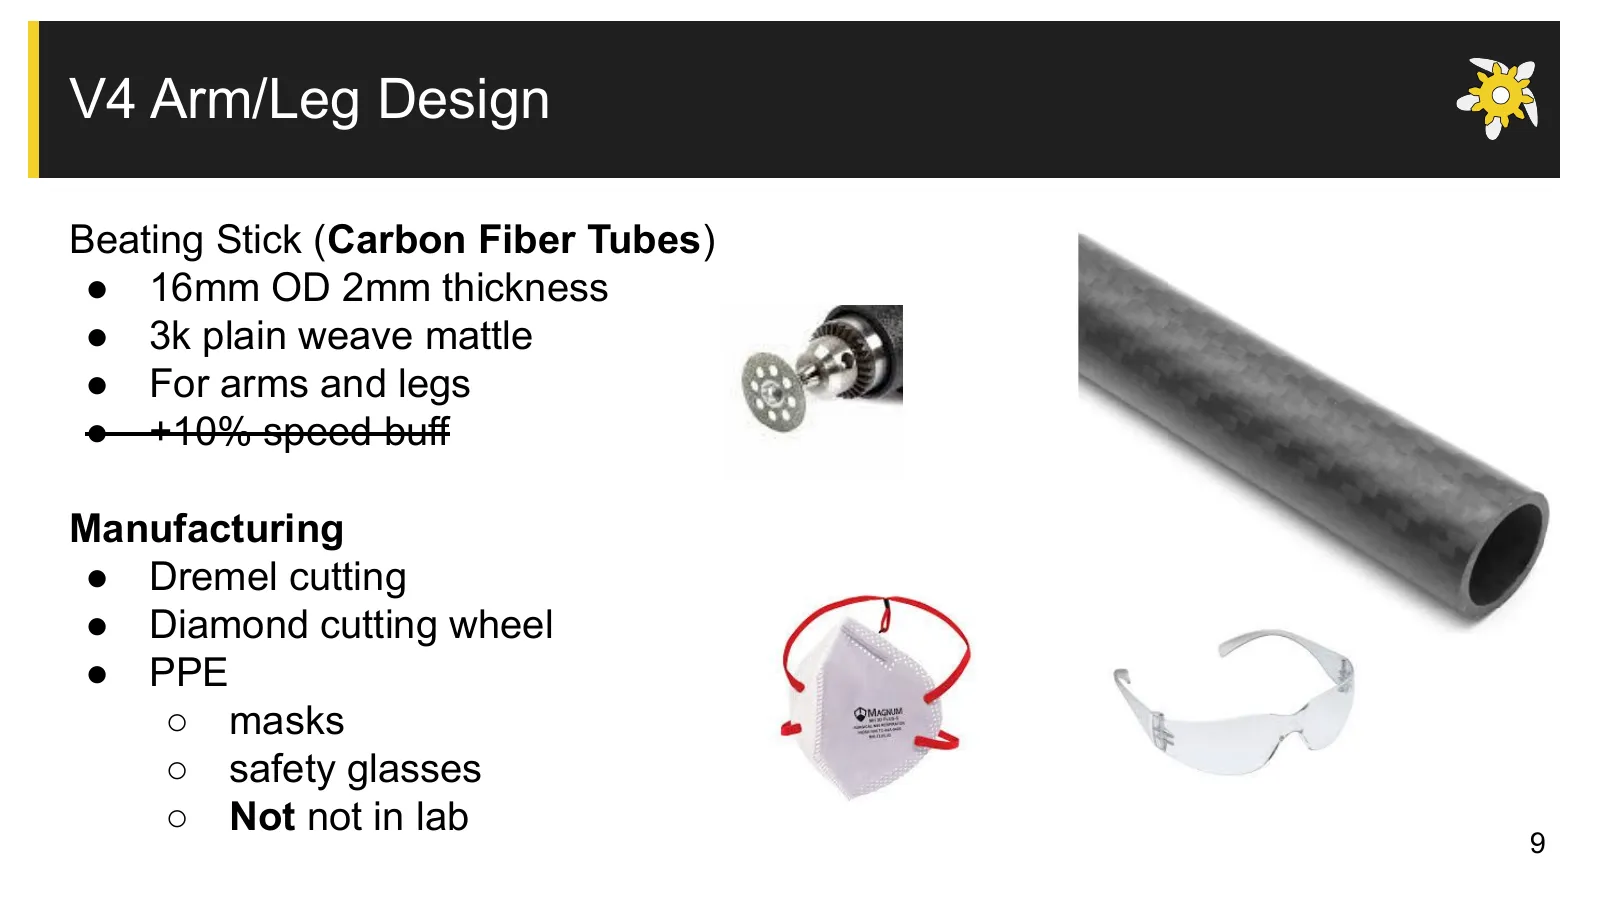 V4 Arm/Leg Design
Beating Stick (Carbon Fiber Tubes)
● 16mm OD 2mm thickness
● 3k plain weave mattle
● For arms and legs
● +10% speed buff
Manufacturing
● Dremel cutting
● Diamond cutting wheel
● PPE
○ masks
○ safety glasses
○ Not not in lab
MAGNUM
9